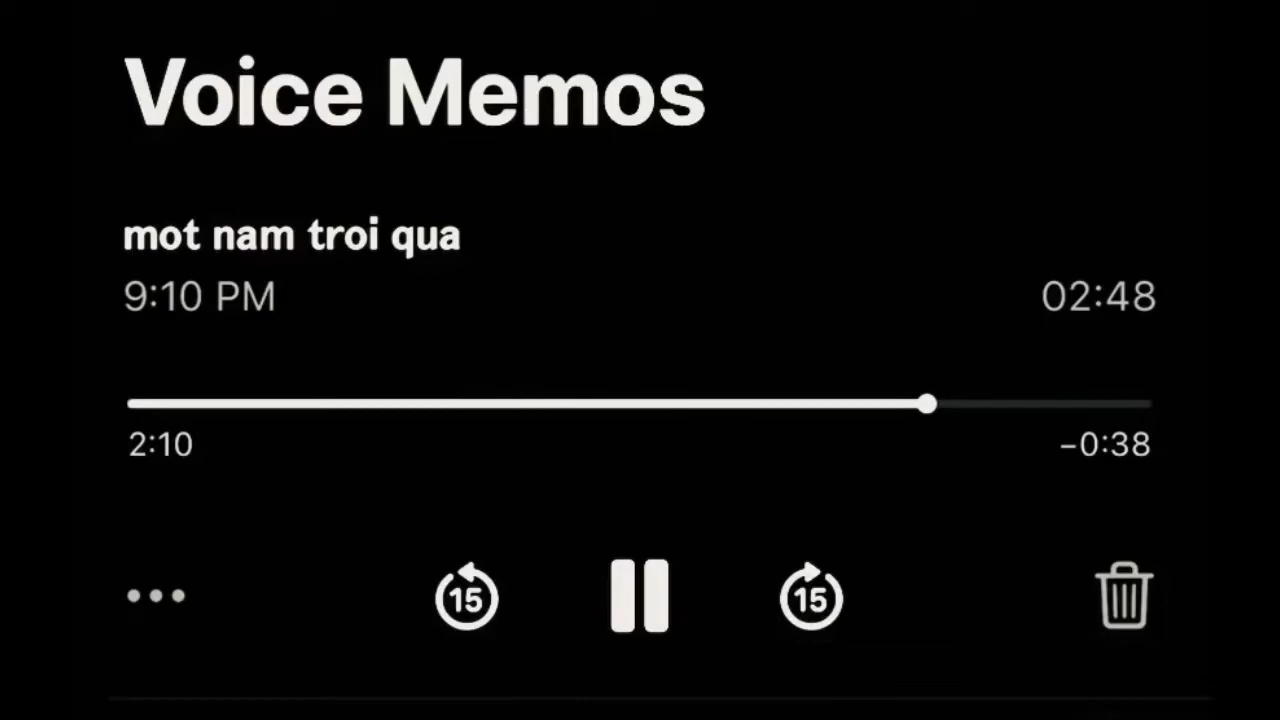 Voice Memos
mot nam troi qua
9:10 PM 02:48
2:10 −0:38
15 15